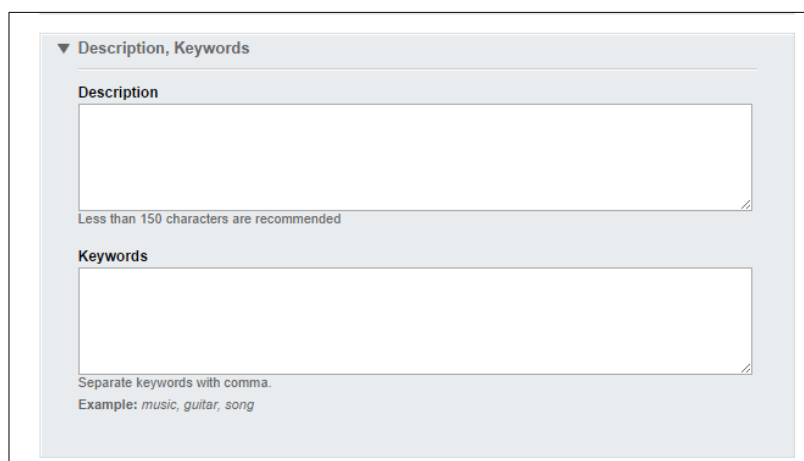 Description, Keywords
Description
Less than 150 characters are recommended
Keywords
Separate keywords with comma.
Example: music, guitar, song